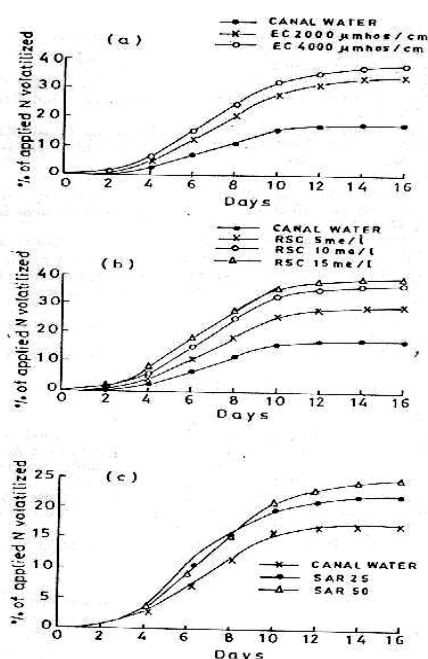 (a)
CANAL WATER
EC 2000 µmhos/cm
EC 4000 µmhos/cm
% of applied N volatilized
40
30
20
10
0
0 2 4 6 8 10 12 14 16
Days
(b)
CANAL WATER
RSC 5me/l
RSC 10 me/l
RSC 15 me/l
% of applied N volatilized
40
30
20
10
0
0 2 4 6 8 10 12 14 16
Days
(c)
% of applied N volatilized
25
20
15
10
5
0
CANAL WATER
SAR 25
SAR 50
0 2 4 6 8 10 12 14 16
Days